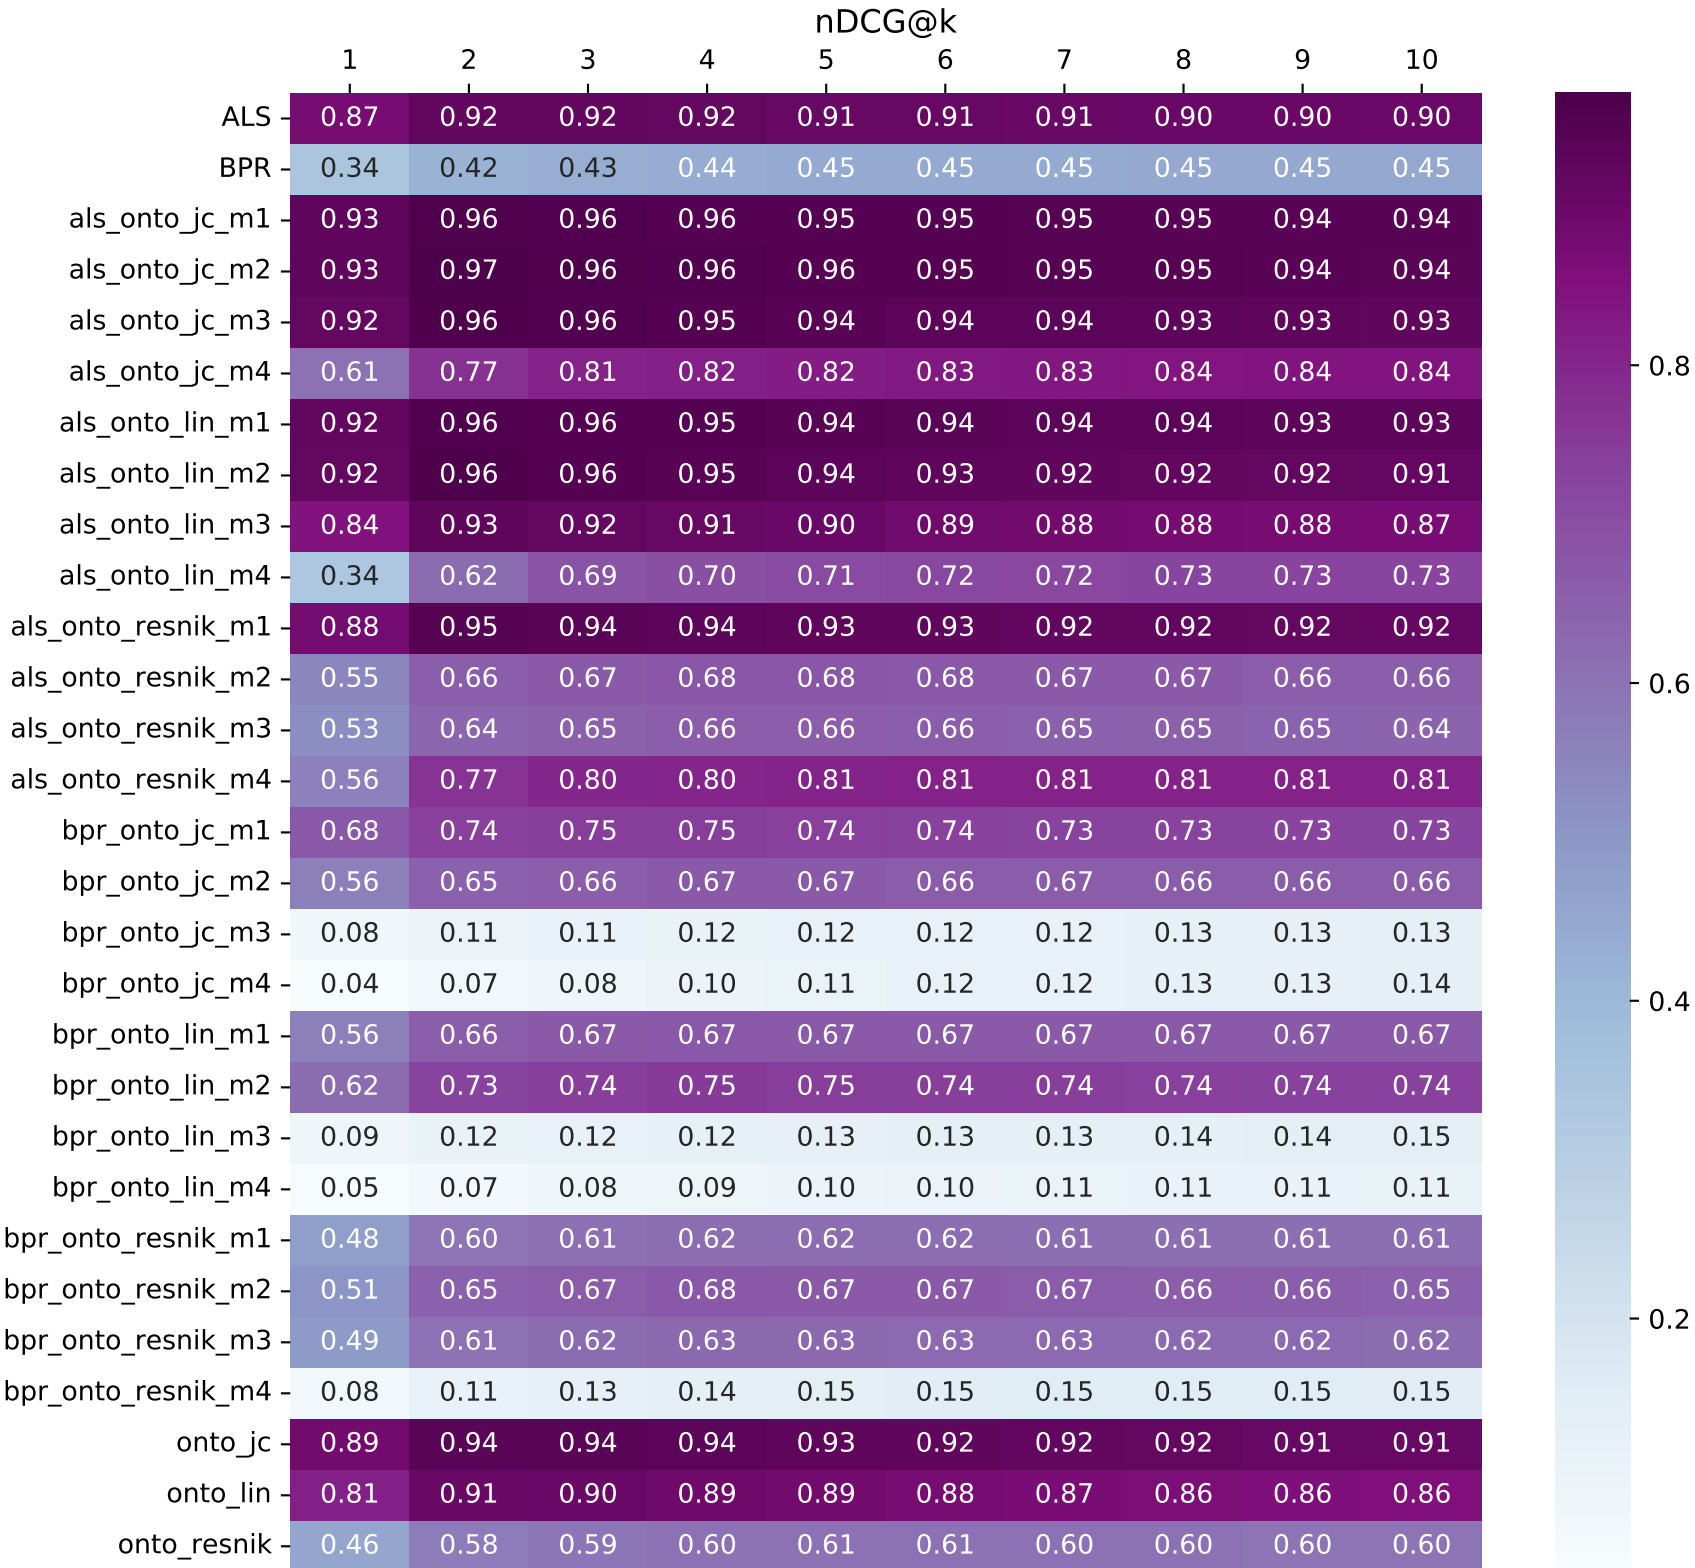 nDCG@k
1 2 3 4 5 6 7 8 9 10
ALS 0.87 0.92 0.92 0.92 0.91 0.91 0.91 0.90 0.90 0.90
BPR 0.34 0.42 0.43 0.44 0.45 0.45 0.45 0.45 0.45 0.45
als_onto_jc_m1 0.93 0.96 0.96 0.96 0.95 0.95 0.95 0.95 0.94 0.94
als_onto_jc_m2 0.93 0.97 0.96 0.96 0.96 0.95 0.95 0.95 0.94 0.94
als_onto_jc_m3 0.92 0.96 0.96 0.95 0.94 0.94 0.94 0.93 0.93 0.93
als_onto_jc_m4 0.61 0.77 0.81 0.82 0.82 0.83 0.83 0.84 0.84 0.84
als_onto_lin_m1 0.92 0.96 0.96 0.95 0.94 0.94 0.94 0.94 0.93 0.93
als_onto_lin_m2 0.92 0.96 0.96 0.95 0.94 0.93 0.92 0.92 0.92 0.91
als_onto_lin_m3 0.84 0.93 0.92 0.91 0.90 0.89 0.88 0.88 0.88 0.87
als_onto_lin_m4 0.34 0.62 0.69 0.70 0.71 0.72 0.72 0.73 0.73 0.73
als_onto_resnik_m1 0.88 0.95 0.94 0.94 0.93 0.93 0.92 0.92 0.92 0.92
als_onto_resnik_m2 0.55 0.66 0.67 0.68 0.68 0.68 0.67 0.67 0.66 0.66
als_onto_resnik_m3 0.53 0.64 0.65 0.66 0.66 0.66 0.65 0.65 0.65 0.64
als_onto_resnik_m4 0.56 0.77 0.80 0.80 0.81 0.81 0.81 0.81 0.81 0.81
bpr_onto_jc_m1 0.68 0.74 0.75 0.75 0.74 0.74 0.73 0.73 0.73 0.73
bpr_onto_jc_m2 0.56 0.65 0.66 0.67 0.67 0.66 0.67 0.66 0.66 0.66
bpr_onto_jc_m3 0.08 0.11 0.11 0.12 0.12 0.12 0.12 0.13 0.13 0.13
bpr_onto_jc_m4 0.04 0.07 0.08 0.10 0.11 0.12 0.12 0.13 0.13 0.14
bpr_onto_lin_m1 0.56 0.66 0.67 0.67 0.67 0.67 0.67 0.67 0.67 0.67
bpr_onto_lin_m2 0.62 0.73 0.74 0.75 0.75 0.74 0.74 0.74 0.74 0.74
bpr_onto_lin_m3 0.09 0.12 0.12 0.12 0.13 0.13 0.13 0.14 0.14 0.15
bpr_onto_lin_m4 0.05 0.07 0.08 0.09 0.10 0.10 0.11 0.11 0.11 0.11
bpr_onto_resnik_m1 0.48 0.60 0.61 0.62 0.62 0.62 0.61 0.61 0.61 0.61
bpr_onto_resnik_m2 0.51 0.65 0.67 0.68 0.67 0.67 0.67 0.66 0.66 0.65
bpr_onto_resnik_m3 0.49 0.61 0.62 0.63 0.63 0.63 0.63 0.62 0.62 0.62
bpr_onto_resnik_m4 0.08 0.11 0.13 0.14 0.15 0.15 0.15 0.15 0.15 0.15
onto_jc 0.89 0.94 0.94 0.94 0.93 0.92 0.92 0.92 0.91 0.91
onto_lin 0.81 0.91 0.90 0.89 0.89 0.88 0.87 0.86 0.86 0.86
onto_resnik 0.46 0.58 0.59 0.60 0.61 0.61 0.60 0.60 0.60 0.60
0.8
0.6
0.4
0.2